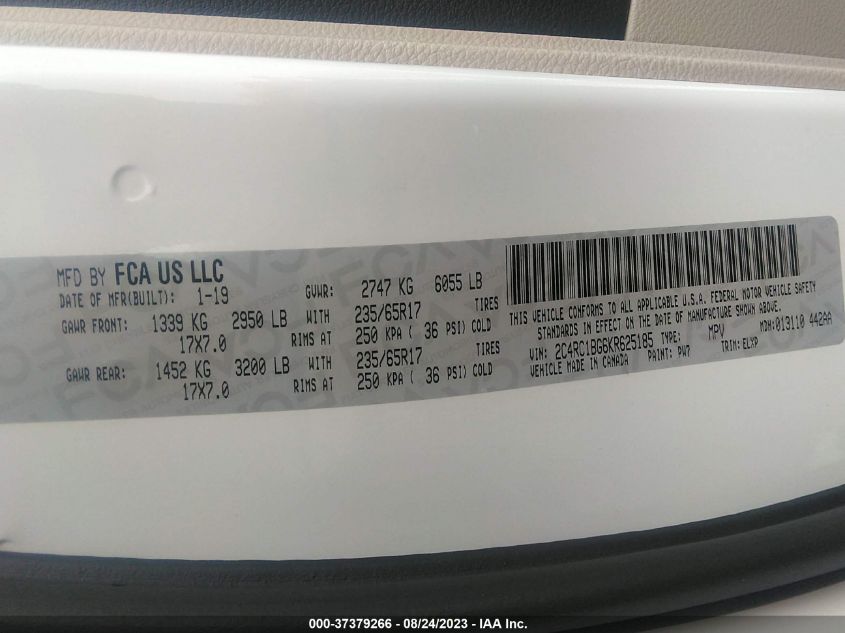 MFD BY FCA US LLC
DATE OF MFR(BUILT): 1-19 GVWR: 2747 KG 6055 LB
GAWR FRONT: 1339 KG 2950 LB WITH 235/65R17 TIRES
17X7.0 RIMS AT 250 KPA ( 36 PSI) COLD
GAWR REAR: 1452 KG 3200 LB WITH 235/65R17 TIRES
17X7.0 RIMS AT 250 KPA ( 36 PSI) COLD
THIS VEHICLE CONFORMS TO ALL APPLICABLE U.S.A. FEDERAL MOTOR VEHICLE SAFETY
STANDARDS IN EFFECT ON THE DATE OF MANUFACTURE SHOWN ABOVE.
MDH: 013110 442AA
VIN: 2C4RC1BG6KR625185 TYPE: MPV
VEHICLE MADE IN CANADA PAINT: PW7 TRIM: ELXP
000-37379266 - 08/24/2023 - IAA Inc.